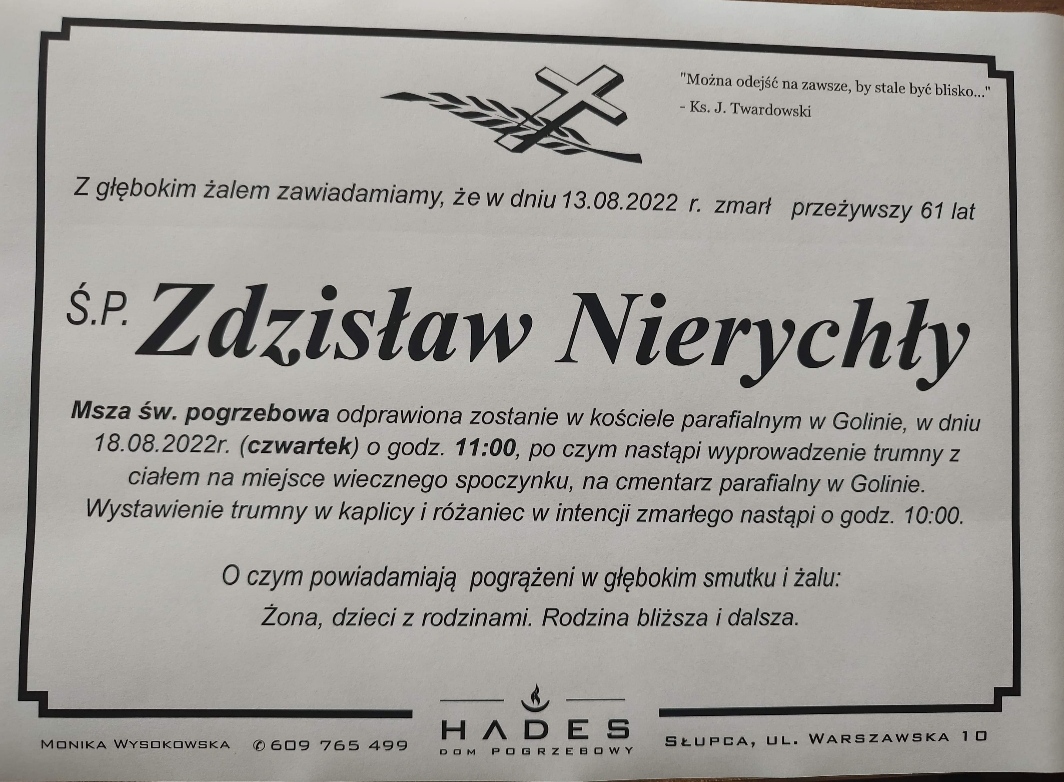 "Można odejść na zawsze, by stale być blisko..."
- Ks. J. Twardowski
Z głębokim żalem zawiadamiamy, że w dniu 13.08.2022 r. zmarł przeżywszy 61 lat
Ś.P. Zdzisław Nierychły
Msza św. pogrzebowa odprawiona zostanie w kościele parafialnym w Golinie, w dniu
18.08.2022r. (czwartek) o godz. 11:00, po czym nastąpi wyprowadzenie trumny z
ciałem na miejsce wiecznego spoczynku, na cmentarz parafialny w Golinie.
Wystawienie trumny w kaplicy i różaniec w intencji zmarłego nastąpi o godz. 10:00.
O czym powiadamiają pogrążeni w głębokim smutku i żalu:
Żona, dzieci z rodzinami. Rodzina bliższa i dalsza.
MONIKA WYSOKOWSKA ✆ 609 765 499
HADES
DOM POGRZEBOWY
SŁUPCA, UL. WARSZAWSKA 10